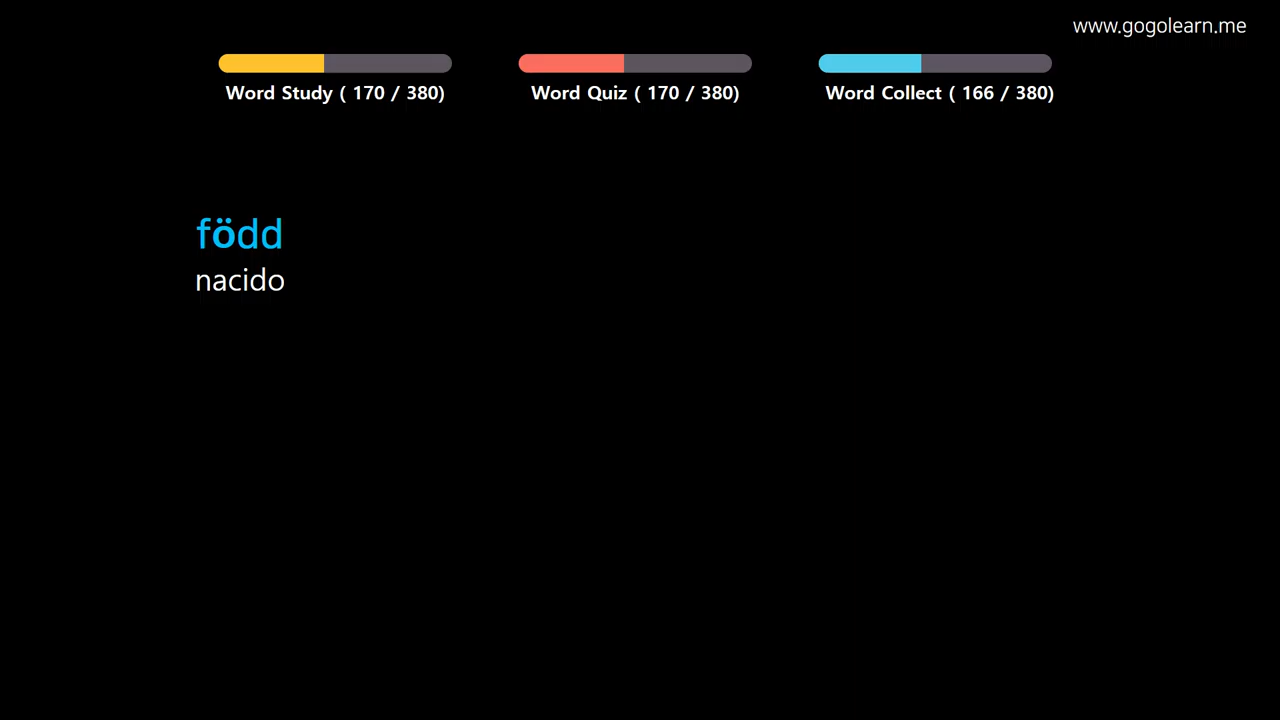 www.gogolearn.me
Word Study ( 170 / 380)
Word Quiz ( 170 / 380)
Word Collect ( 166 / 380)
född
nacido